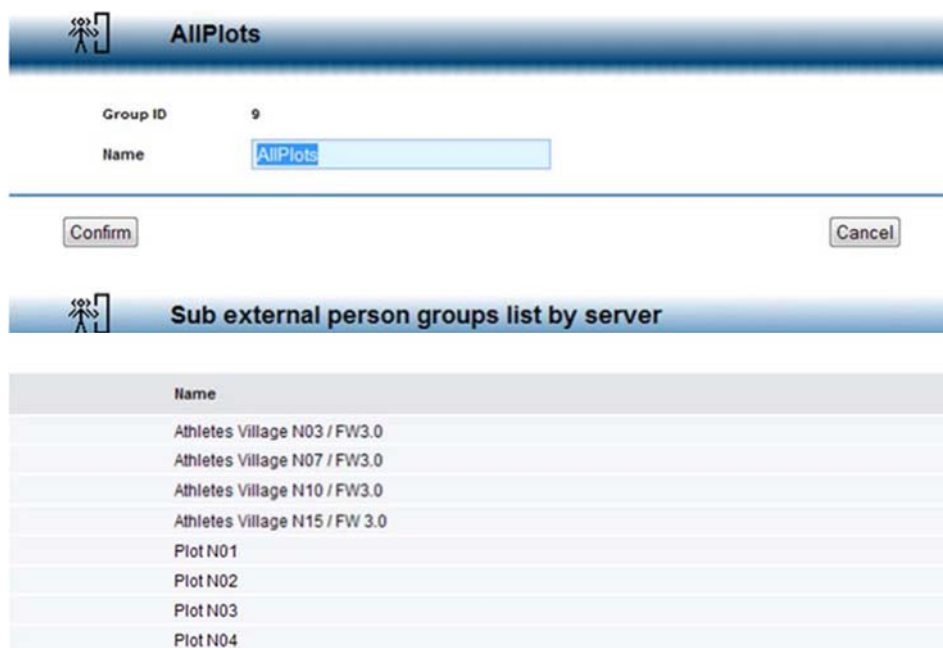 AllPlots
Group ID 9
Name AllPlots
Confirm Cancel
Sub external person groups list by server
Name
Athletes Village N03 / FW3.0
Athletes Village N07 / FW3.0
Athletes Village N10 / FW3.0
Athletes Village N15 / FW 3.0
Plot N01
Plot N02
Plot N03
Plot N04